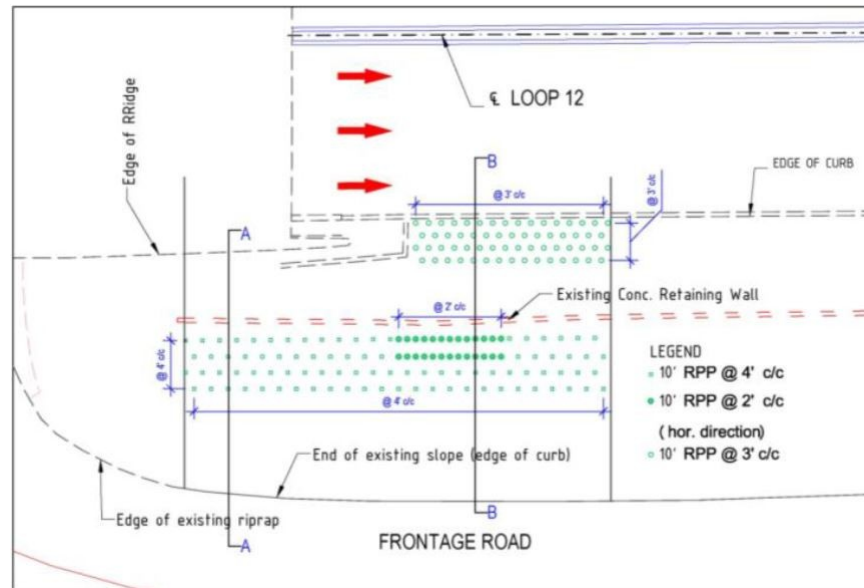 ℄ LOOP 12
Edge of RRidge
EDGE OF CURB
B
@ 3' c/c
@ 3' c/c
A
Existing Conc. Retaining Wall
@ 2' c/c
@ 4' c/c
LEGEND
10' RPP @ 4' c/c
10' RPP @ 2' c/c
( hor. direction)
10' RPP @ 3' c/c
@ 4' c/c
End of existing slope (edge of curb)
Edge of existing riprap
B
A
FRONTAGE ROAD